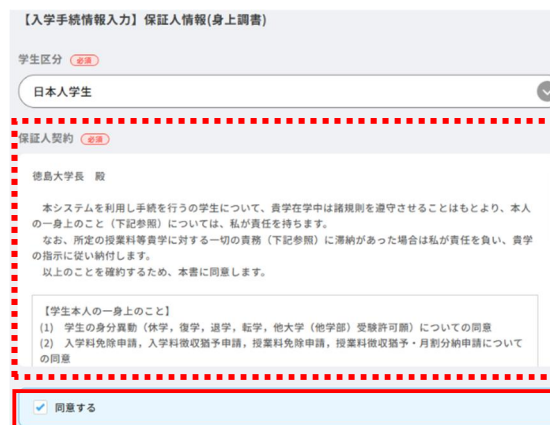 【入学手続情報入力】保証人情報(身上調書)
学生区分 必須
日本人学生
保証人契約 必須
徳島大学長　殿
　本システムを利用し手続を行うの学生について、貴学在学中は諸規則を遵守させることはもとより、本人
の一身上のこと（下記参照）については、私が責任を持ちます。
　なお、所定の授業料等貴学に対する一切の責務（下記参照）に滞納があった場合は私が責任を負い、貴学
の指示に従い納付します。
　以上のことを確約するため、本書に同意します。
【学生本人の一身上のこと】
(1)　学生の身分異動（休学，復学，退学，転学，他大学（他学部）受験許可願）についての同意
(2)　入学料免除申請，入学料徴収猶予申請，授業料免除申請，授業料徴収猶予・月割分納申請について
の同意
同意する